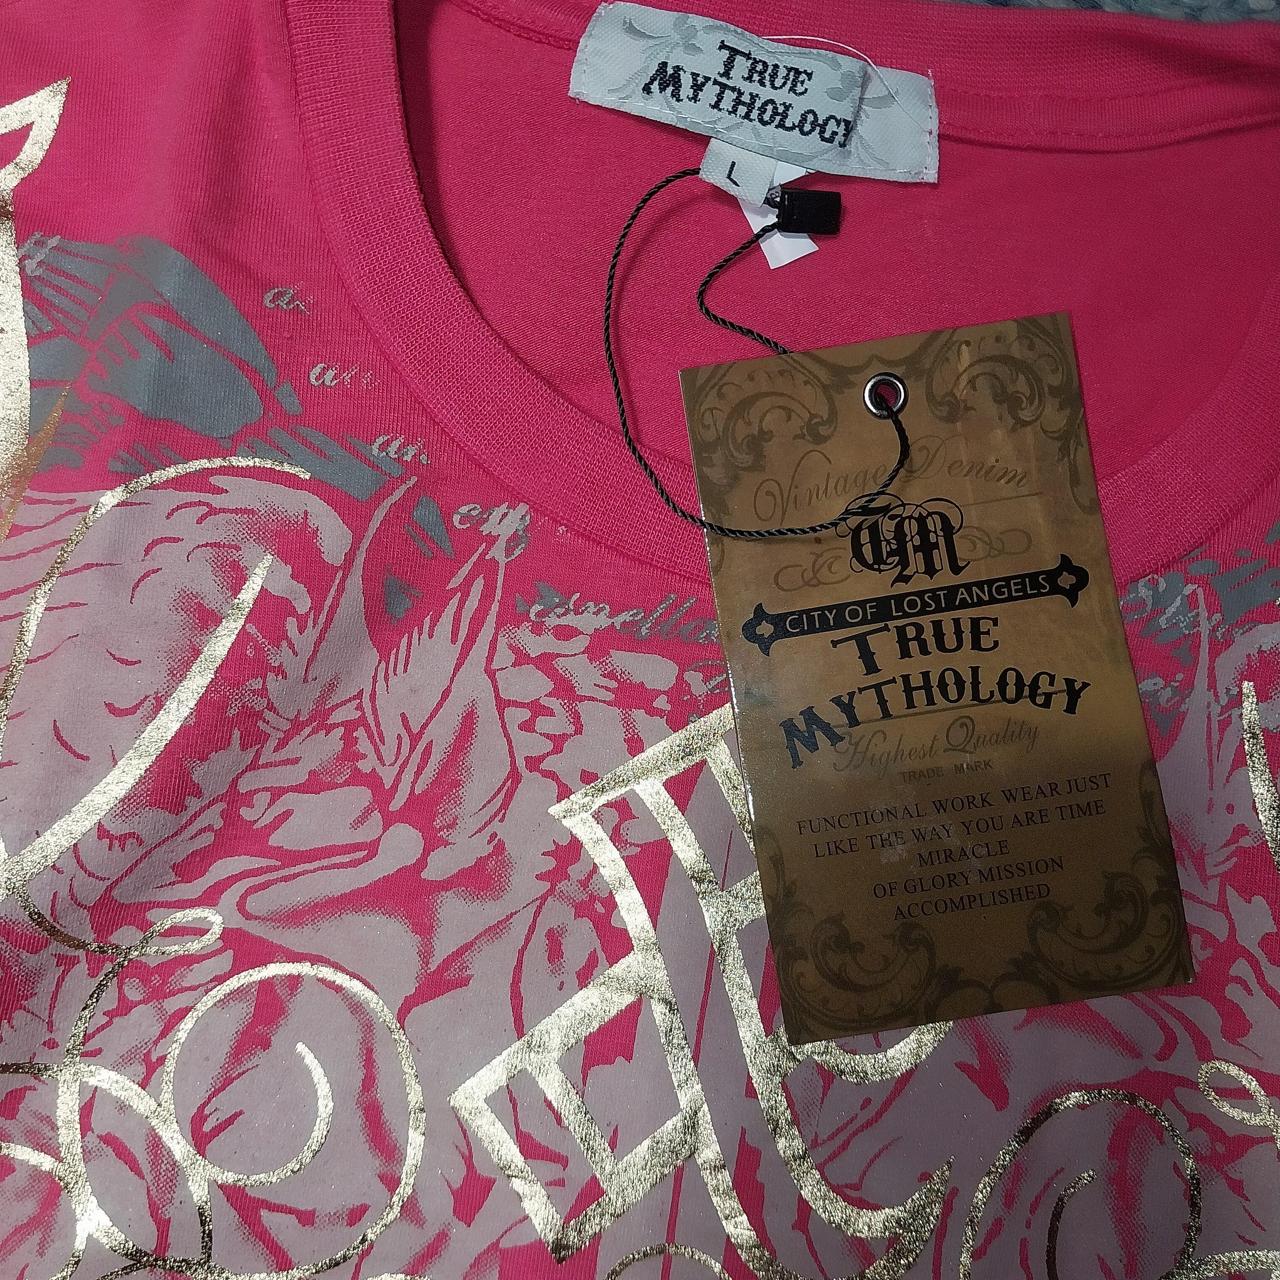 TRUE
MYTHOLOGY
L
Vintage Denim
TM
CITY OF LOST ANGELS
TRUE
MYTHOLOGY
Highest Quality
TRADE MARK
FUNCTIONAL WORK WEAR JUST
LIKE THE WAY YOU ARE TIME
MIRACLE
OF GLORY MISSION
ACCOMPLISHED